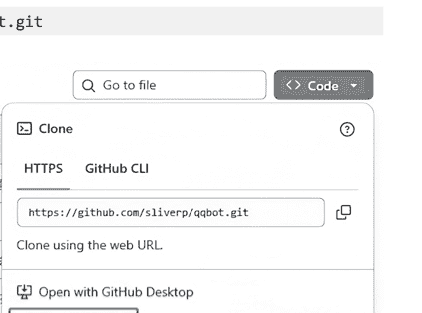 t.git
Go to file
Code
Clone
HTTPS
GitHub CLI
https://github.com/sliverp/qqbot.git
Clone using the web URL.
Open with GitHub Desktop